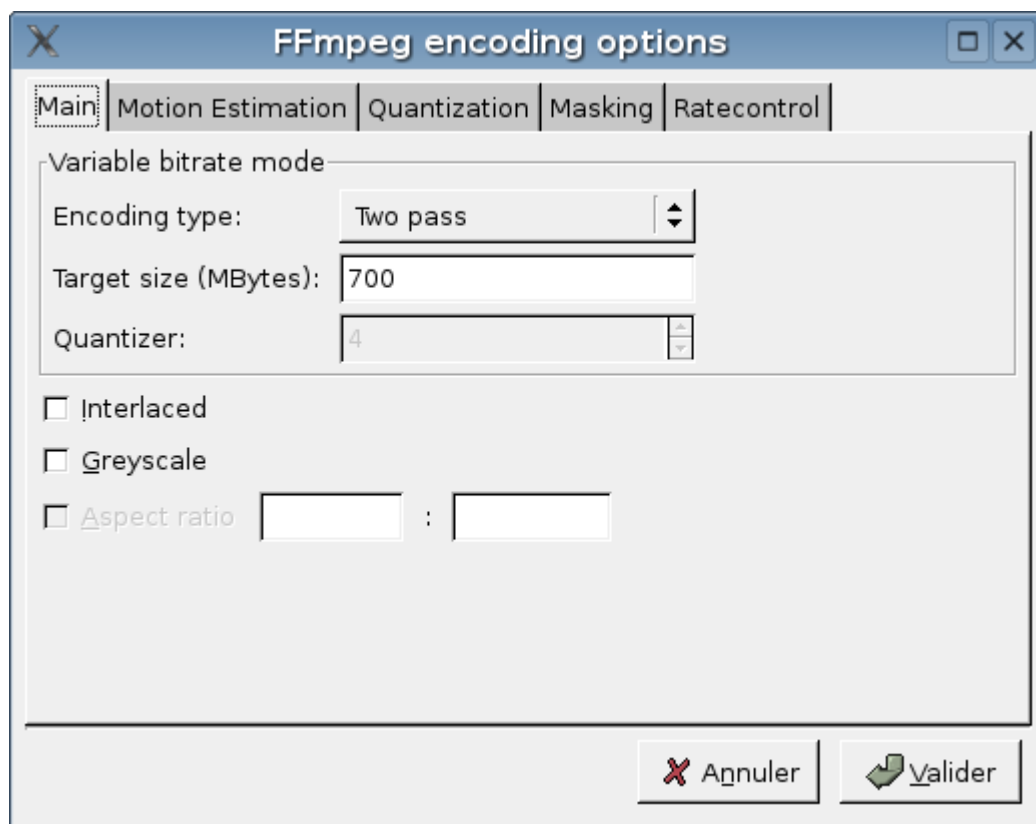 FFmpeg encoding options
Main Motion Estimation Quantization Masking Ratecontrol
Variable bitrate mode
Encoding type: Two pass
Target size (MBytes): 700
Quantizer: 4
Interlaced
Greyscale
Aspect ratio :
Annuler Valider